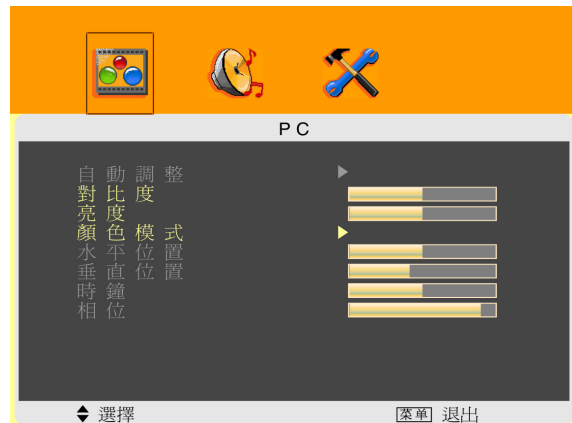 PC
自動調整
對比度
亮度
顏色模式
水平位置
垂直位置
時鐘
相位
選擇 菜單 退出